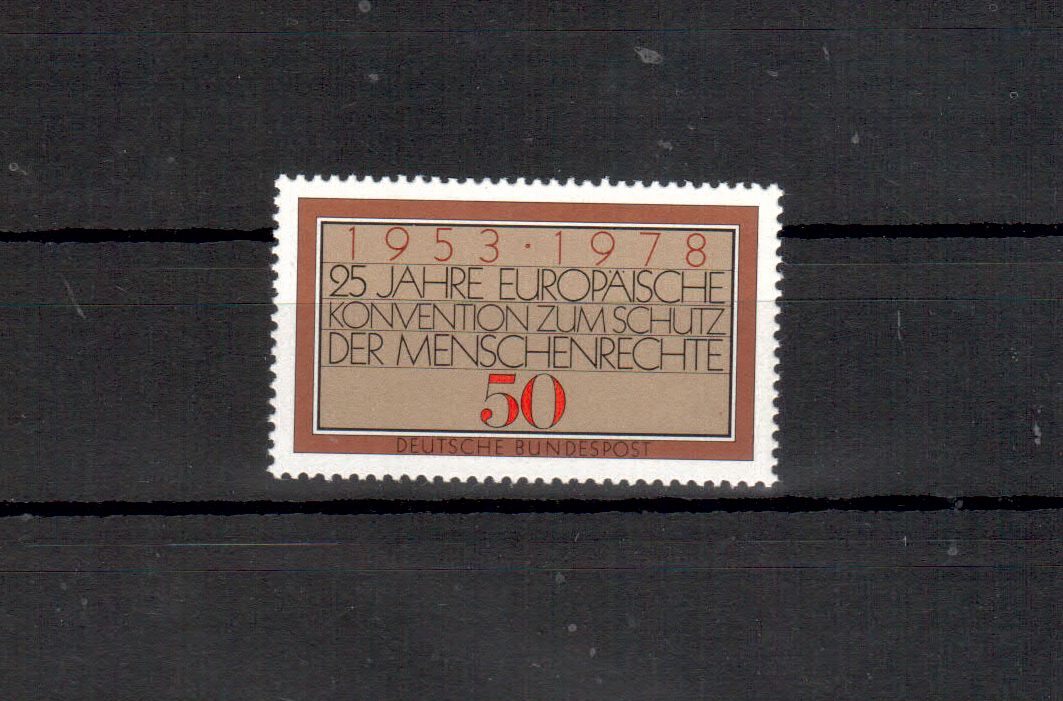 1953·1978
25 JAHRE EUROPÄISCHE
KONVENTION ZUM SCHUTZ
DER MENSCHENRECHTE
50
DEUTSCHE BUNDESPOST